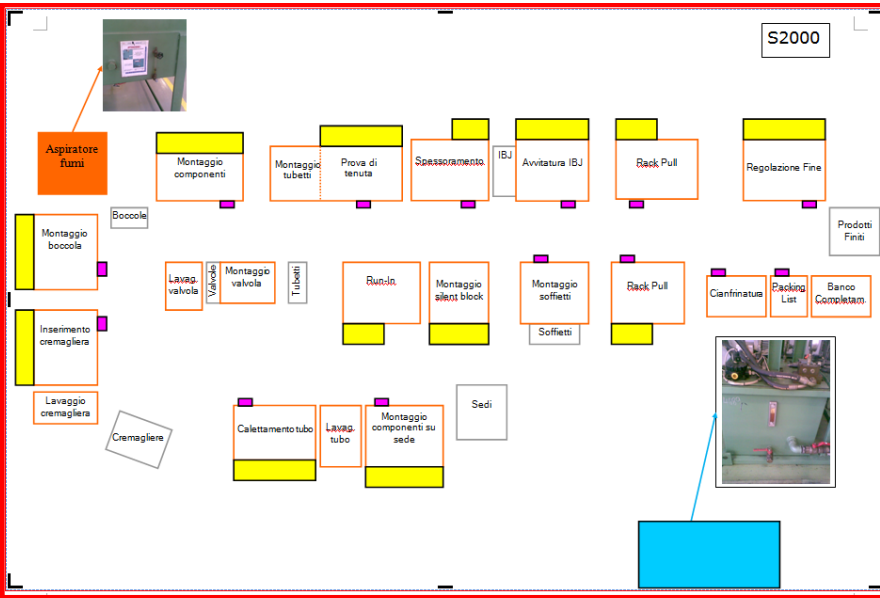 S2000
Aspiratore
fumi
Montaggio
componenti
Montaggio
tubetti
Prova di
tenuta
Spessoramento
IBJ
Avvitatura IBJ
Rack Pull
Regolazione Fine
Boccole
Prodotti
Finiti
Montaggio
boccola
Lavag.
valvola
Valvole
Montaggio
valvola
Tubetti
Run-In
Montaggio
silent block
Montaggio
soffietti
Soffietti
Rack Pull
Cianfrinatura
Packing
List
Banco
Completam.
Inserimento
cremagliera
Lavaggio
cremagliera
Cremagliere
Calettamento tubo
Lavag.
tubo
Montaggio
componenti su
sede
Sedi